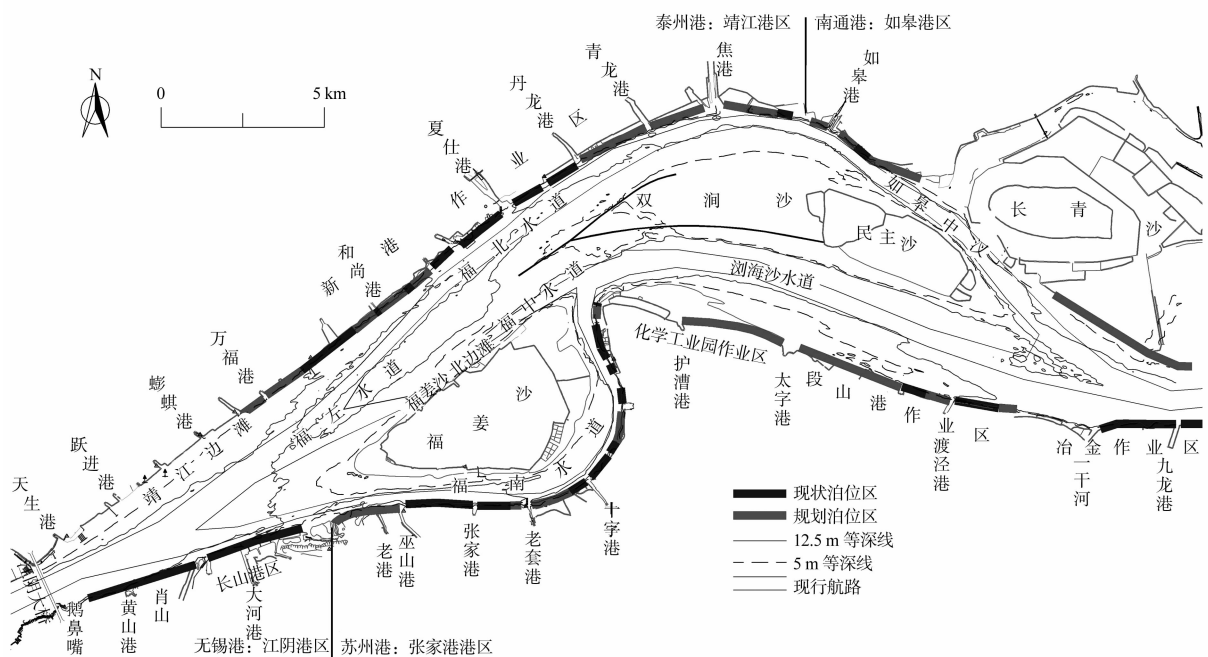 泰州港：靖江港区
南通港：如皋港区
N
0
5 km
焦港
如皋港
青龙港
丹龙港
夏仕港
作业区
和尚港
新港
万福港
蟛蜞港
跃进港
天生港
靖江边滩
福北水道
福左水道
福中水道
福姜沙北边滩
双涧沙
民主沙
如皋中汊
长青沙
浏海沙水道
福姜沙
福南水道
化学工业园作业区
护漕港
太字港
段山港作业区
渡泾港
冶金作业区
一干河
九龙港
十字港
老套港
张家港
巫山港
老港
长山港区
大河港
肖山
黄山港
鹅鼻嘴
无锡港：江阴港区
苏州港：张家港港区
现状泊位区
规划泊位区
12.5 m 等深线
5 m 等深线
现行航路